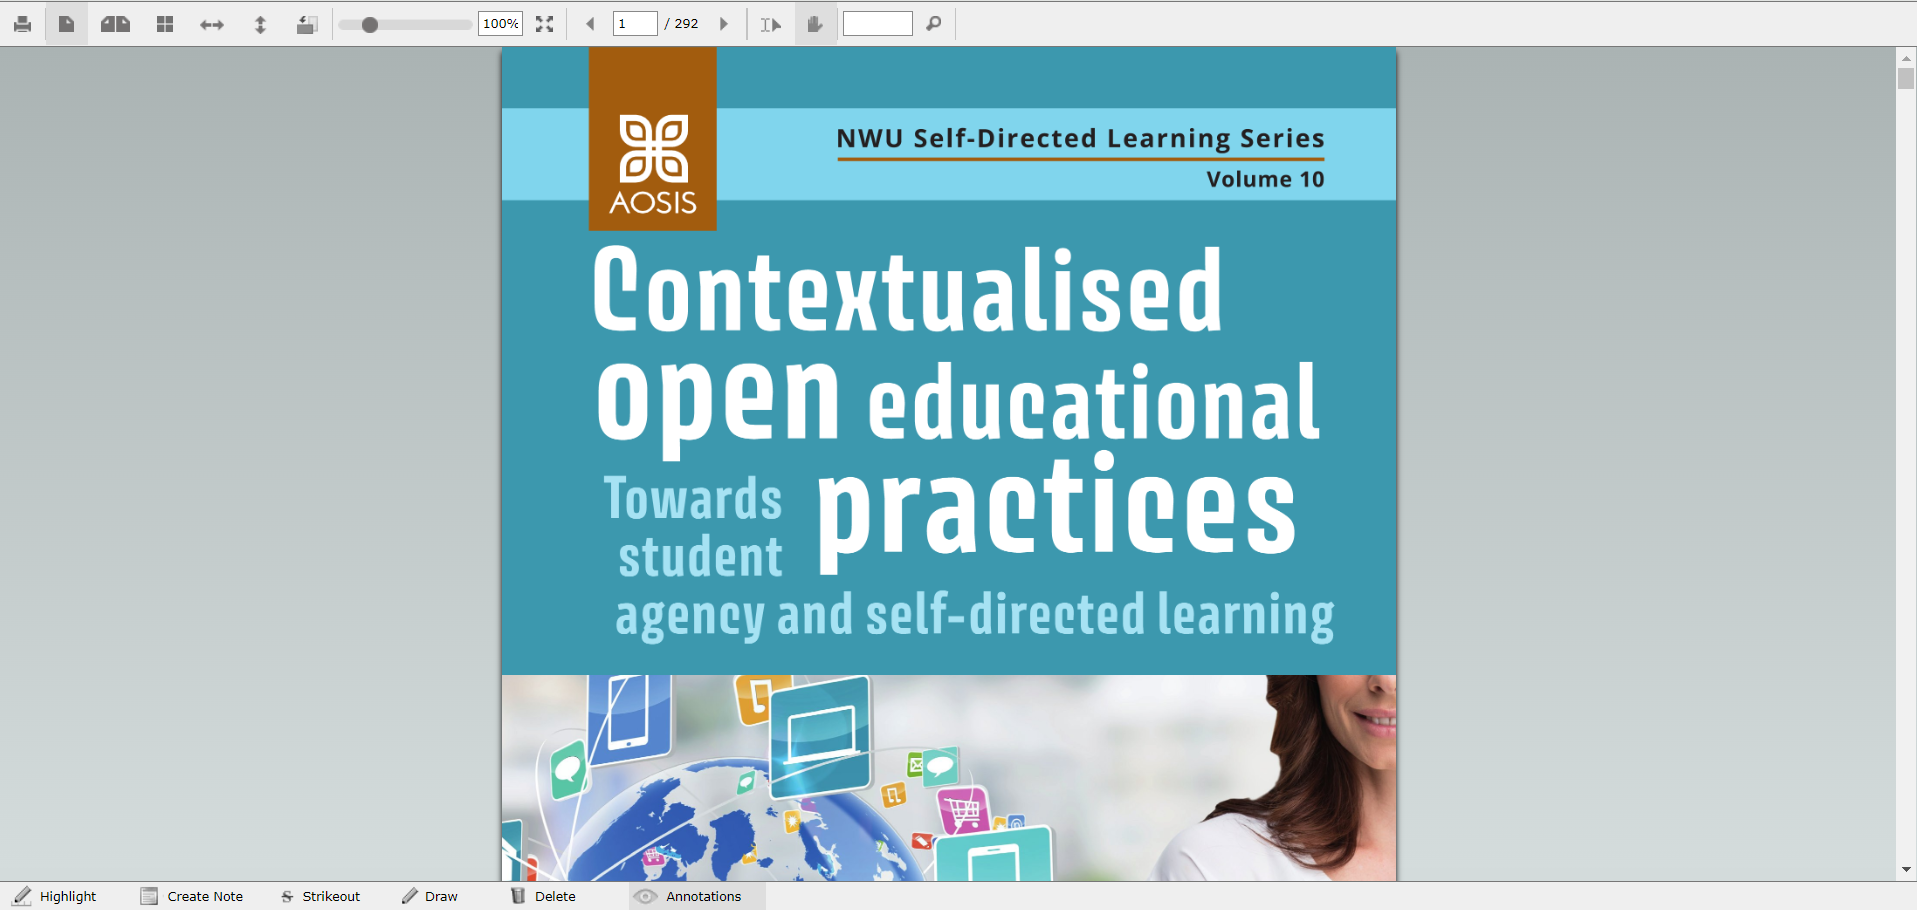 100%
1 / 292
AOSIS
NWU Self-Directed Learning Series
Volume 10
Contextualised
open educational
practices
Towards
student
agency and self-directed learning
Highlight Create Note Strikeout Draw Delete Annotations